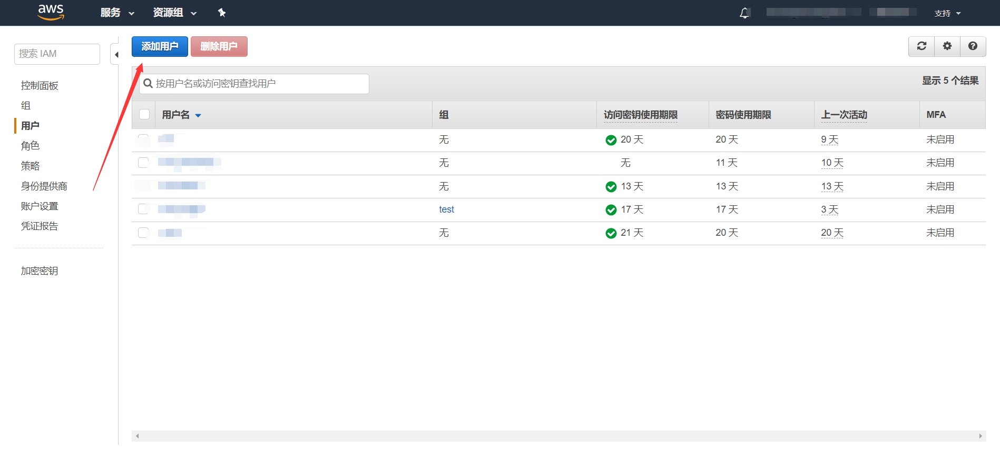 aws 服务 资源组 支持
搜索 IAM
控制面板
组
用户
角色
策略
身份提供商
账户设置
凭证报告
加密密钥
添加用户 删除用户
按用户名或访问密钥查找用户 显示 5 个结果
用户名 组 访问密钥使用期限 密码使用期限 上一次活动 MFA
无 20 天 20 天 9 天 未启用
无 无 11 天 10 天 未启用
无 13 天 13 天 13 天 未启用
test 17 天 17 天 3 天 未启用
无 21 天 20 天 20 天 未启用